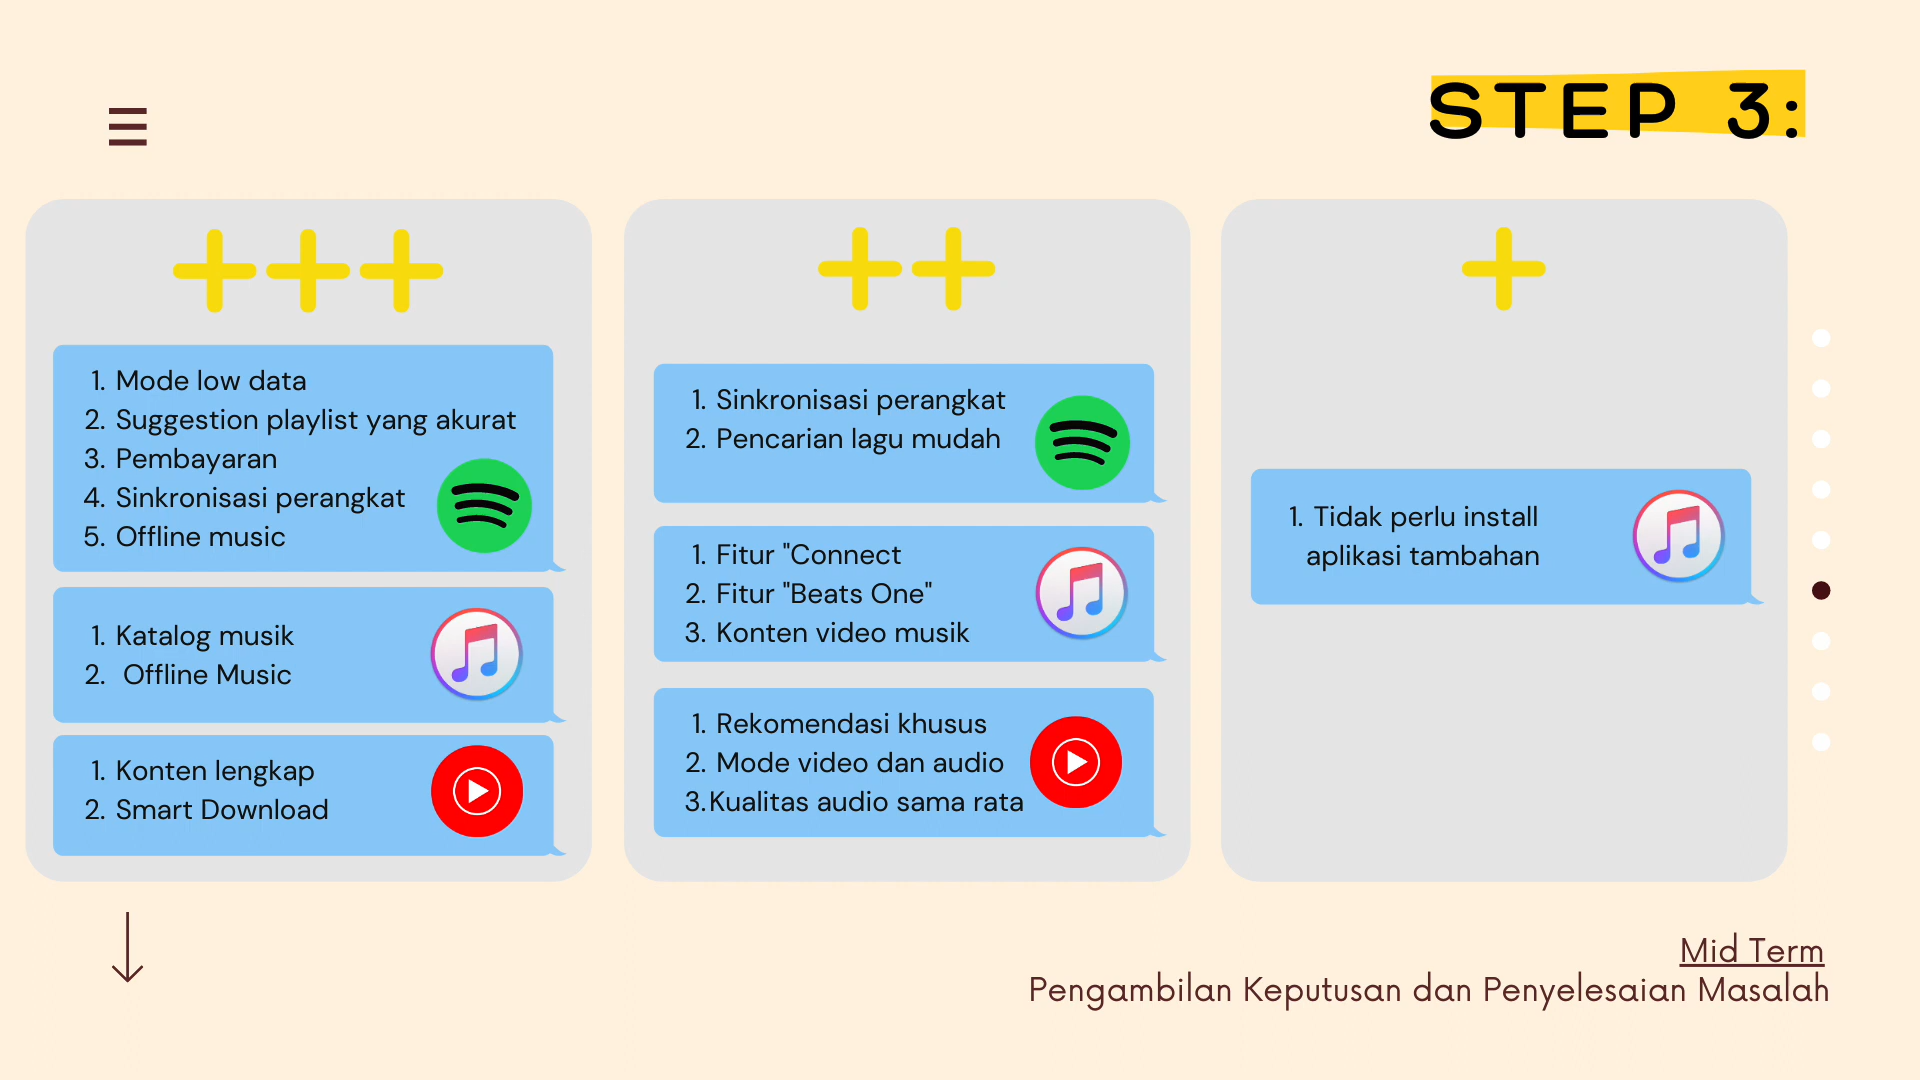 STEP 3:
+++
1. Mode low data
2. Suggestion playlist yang akurat
3. Pembayaran
4. Sinkronisasi perangkat
5. Offline music
1. Katalog musik
2. Offline Music
1. Konten lengkap
2. Smart Download
++
1. Sinkronisasi perangkat
2. Pencarian lagu mudah
1. Fitur "Connect
2. Fitur "Beats One"
3. Konten video musik
1. Rekomendasi khusus
2. Mode video dan audio
3.Kualitas audio sama rata
+
1. Tidak perlu install
aplikasi tambahan
Mid Term
Pengambilan Keputusan dan Penyelesaian Masalah